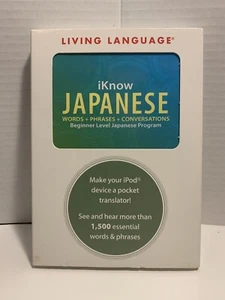 LIVING LANGUAGE®
iKnow
JAPANESE
WORDS • PHRASES • CONVERSATIONS
Beginner Level Japanese Program
Make your iPod®
device a pocket
translator!
See and hear more than
1,500 essential
words & phrases